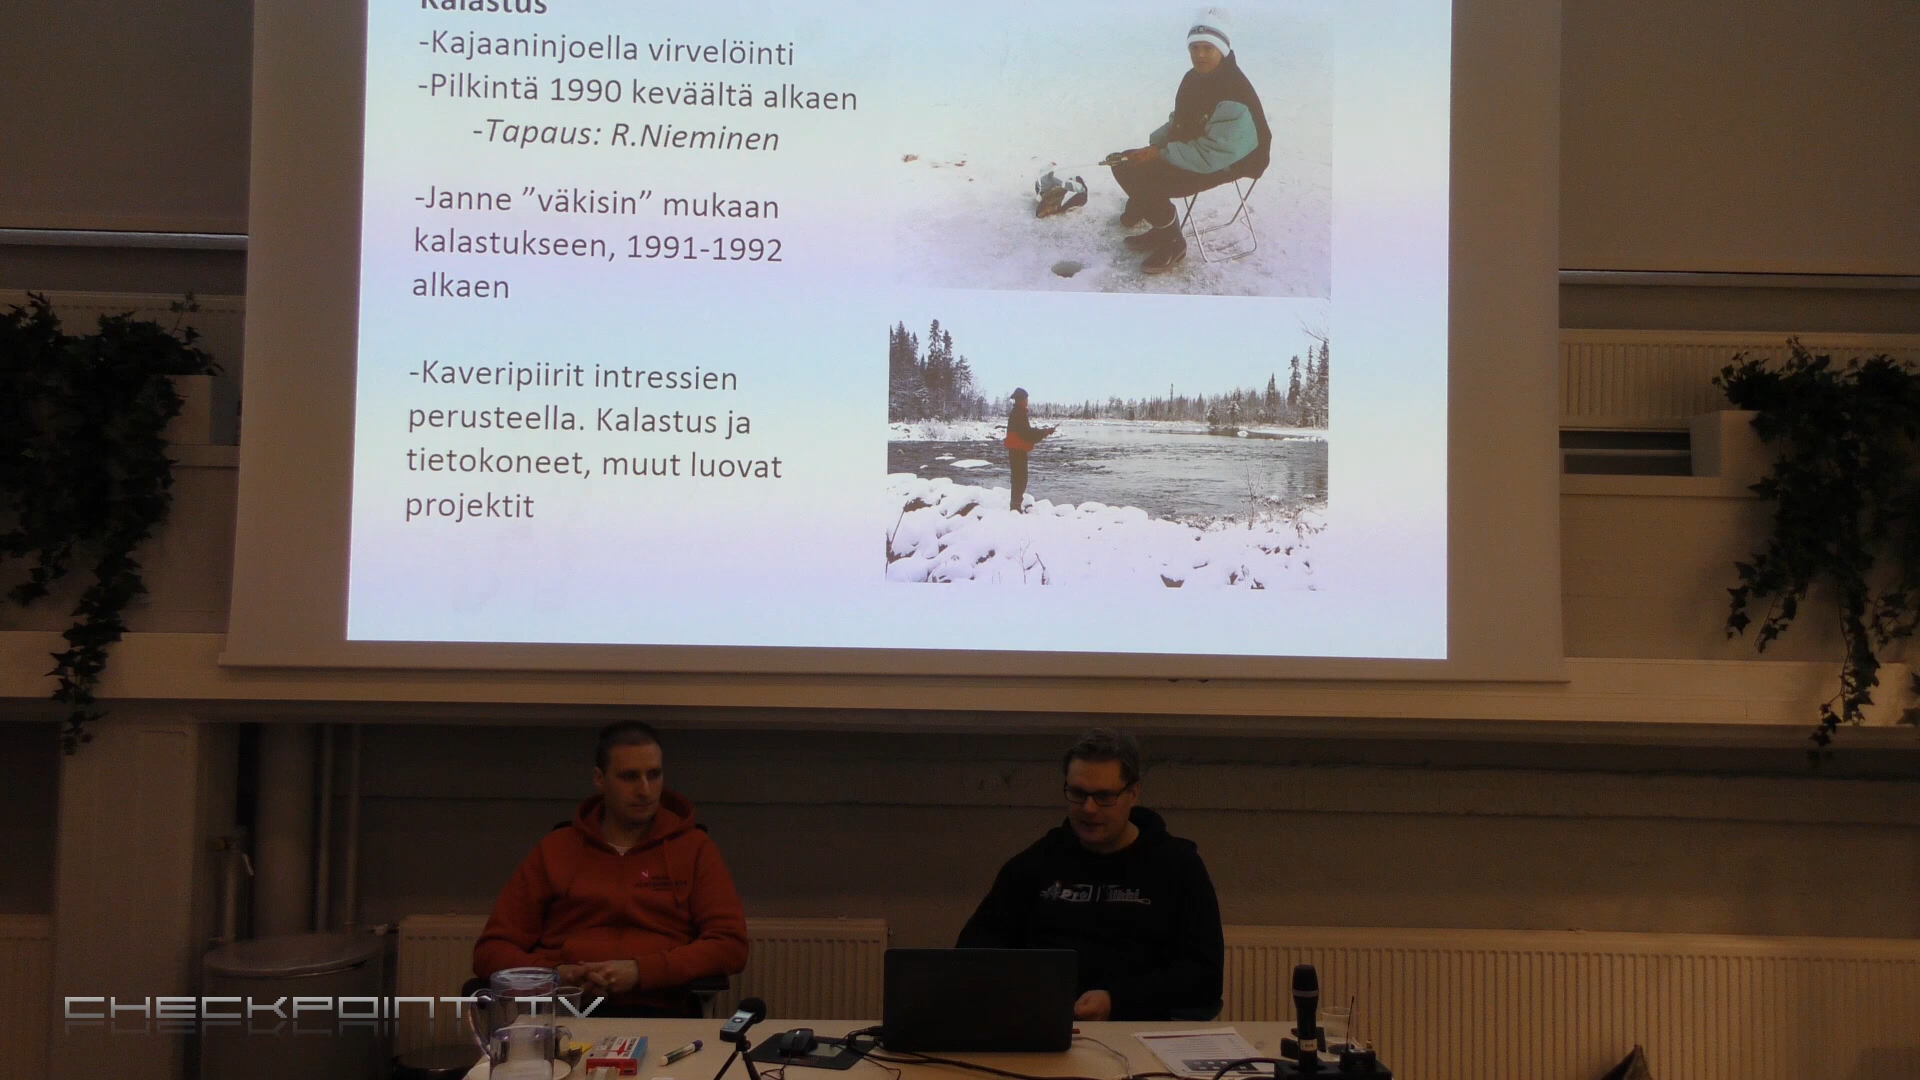 Kalastus
-Kajaaninjoella virvelöinti
-Pilkintä 1990 keväältä alkaen
-Tapaus: R.Nieminen
-Janne ”väkisin” mukaan
kalastukseen, 1991-1992
alkaen
-Kaveripiirit intressien
perusteella. Kalastus ja
tietokoneet, muut luovat
projektit
Pro
CHECKPOINT TV